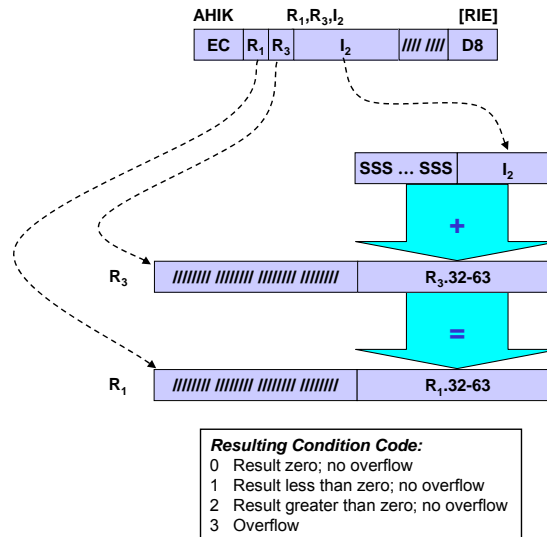 AHIK R1,R3,I2 [RIE]
EC R1 R3 I2 //// //// D8
SSS … SSS I2
+
R3 //////// //////// //////// //////// R3.32-63
=
R1 //////// //////// //////// //////// R1.32-63
Resulting Condition Code:
0 Result zero; no overflow
1 Result less than zero; no overflow
2 Result greater than zero; no overflow
3 Overflow